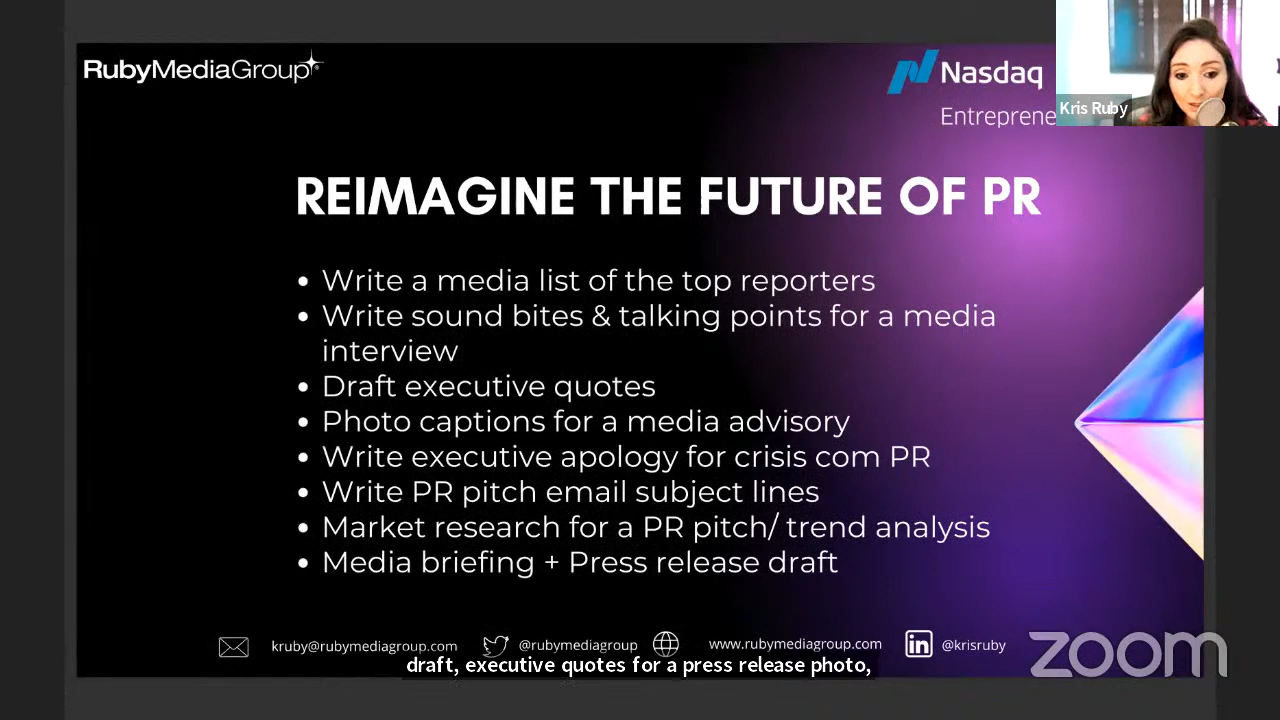 RubyMediaGroup
Nasdaq
Entreprene
Kris Ruby
REIMAGINE THE FUTURE OF PR
• Write a media list of the top reporters
• Write sound bites & talking points for a media
interview
• Draft executive quotes
• Photo captions for a media advisory
• Write executive apology for crisis com PR
• Write PR pitch email subject lines
• Market research for a PR pitch/ trend analysis
• Media briefing + Press release draft
kruby@rubymediagroup.com
@rubymediagroup
www.rubymediagroup.com
in
@krisruby
zoom
draft, executive quotes for a press release photo,